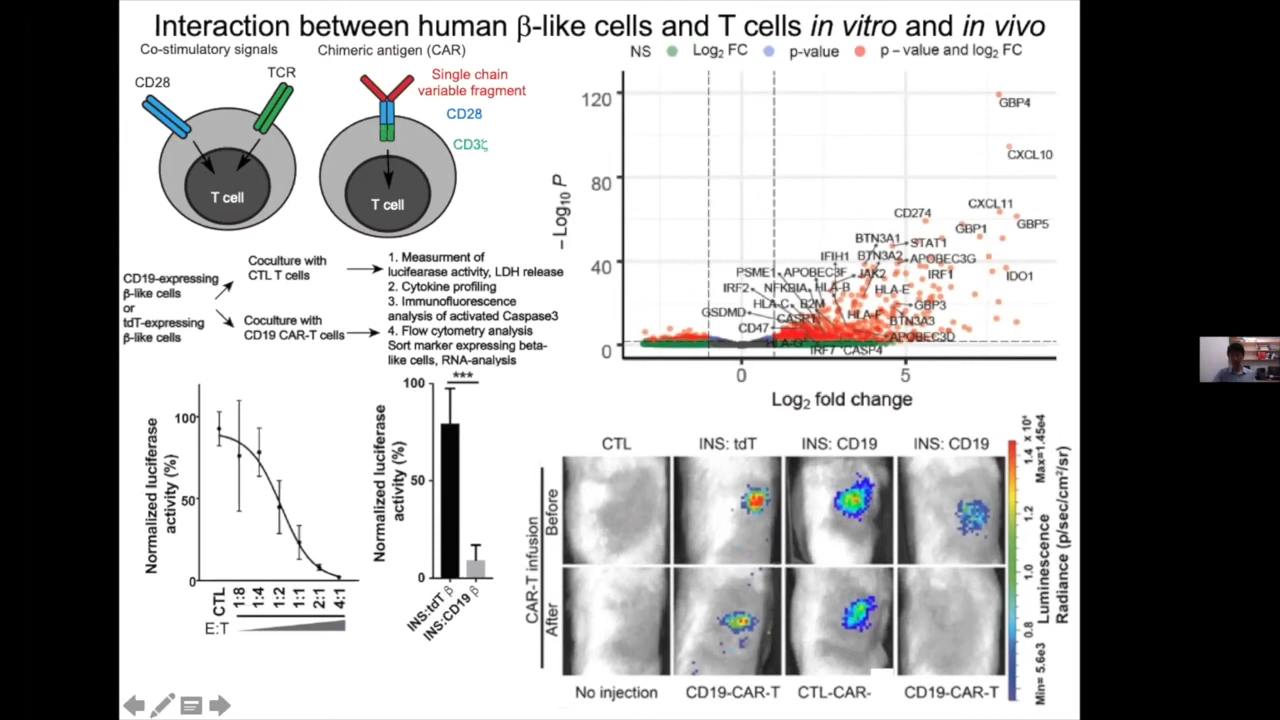 Interaction between human β-like cells and T cells in vitro and in vivo
Co-stimulatory signals
CD28
TCR
T cell
Chimeric antigen (CAR)
Single chain
variable fragment
CD28
CD3ζ
T cell
CD19-expressing
β-like cells
or
tdT-expressing
β-like cells
Coculture with
CTL T cells
Coculture with
CD19 CAR-T cells
1. Measurment of
lucifearase activity, LDH release
2. Cytokine profiling
3. Immunofluorescence
analysis of activated Caspase3
4. Flow cytometry analysis
Sort marker expressing beta-
like cells, RNA-analysis
NS
Log2 FC
p-value
p – value and log2 FC
–Log10 P
120
80
40
0
GBP4
CXCL10
CXCL11
CD274
GBP5
GBP1
BTN3A1
STAT1
IFIH1
BTN3A2
APOBEC3G
PSME1
APOBEC3F
JAK2
IRF1
IDO1
IRF2
NFKBIA
HLA-B
HLA-E
HLA-C
B2M
GBP3
GSDMD
CASP1
HLA-F
BTN3A3
CD47
APOBEC3D
HLA-G
IRF7
CASP4
0
5
Log2 fold change
Normalized luciferase
activity (%)
100
50
0
CTL
1:8
1:4
1:2
1:1
2:1
4:1
E:T
Normalized luciferase
activity (%)
100
50
0
***
INS:tdT β
INS:CD19 β
CTL
INS: tdT
INS: CD19
INS: CD19
CAR-T infusion
Before
After
No injection
CD19-CAR-T
CTL-CAR-
CD19-CAR-T
Min= 5.6e3
0.8
1.0
1.2
1.4
x 10⁴
Max=1.45e4
Luminescence
Radiance (p/sec/cm²/sr)